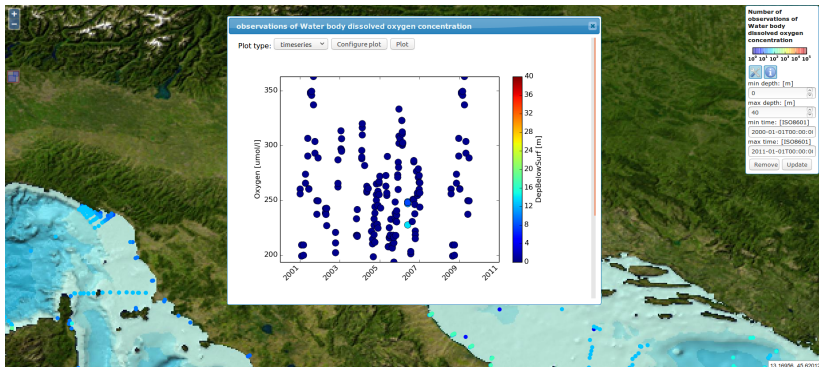 +
−
observations of Water body dissolved oxygen concentration
Plot type: timeseries Configure plot Plot
350
300
250
200
Oxygen [umol/l]
2001 2003 2005 2007 2009 2011
40
36
32
28
24
20
16
12
8
4
0
DepBelowSurf [m]
Number of
observations of
Water body
dissolved oxygen
concentration
10⁰ 10¹ 10² 10³ 10⁴ 10⁵
min depth: [m]
0
max depth: [m]
40
min time: [ISO8601]
2000-01-01T00:00:0
max time: [ISO8601]
2011-01-01T00:00:0
Remove Update